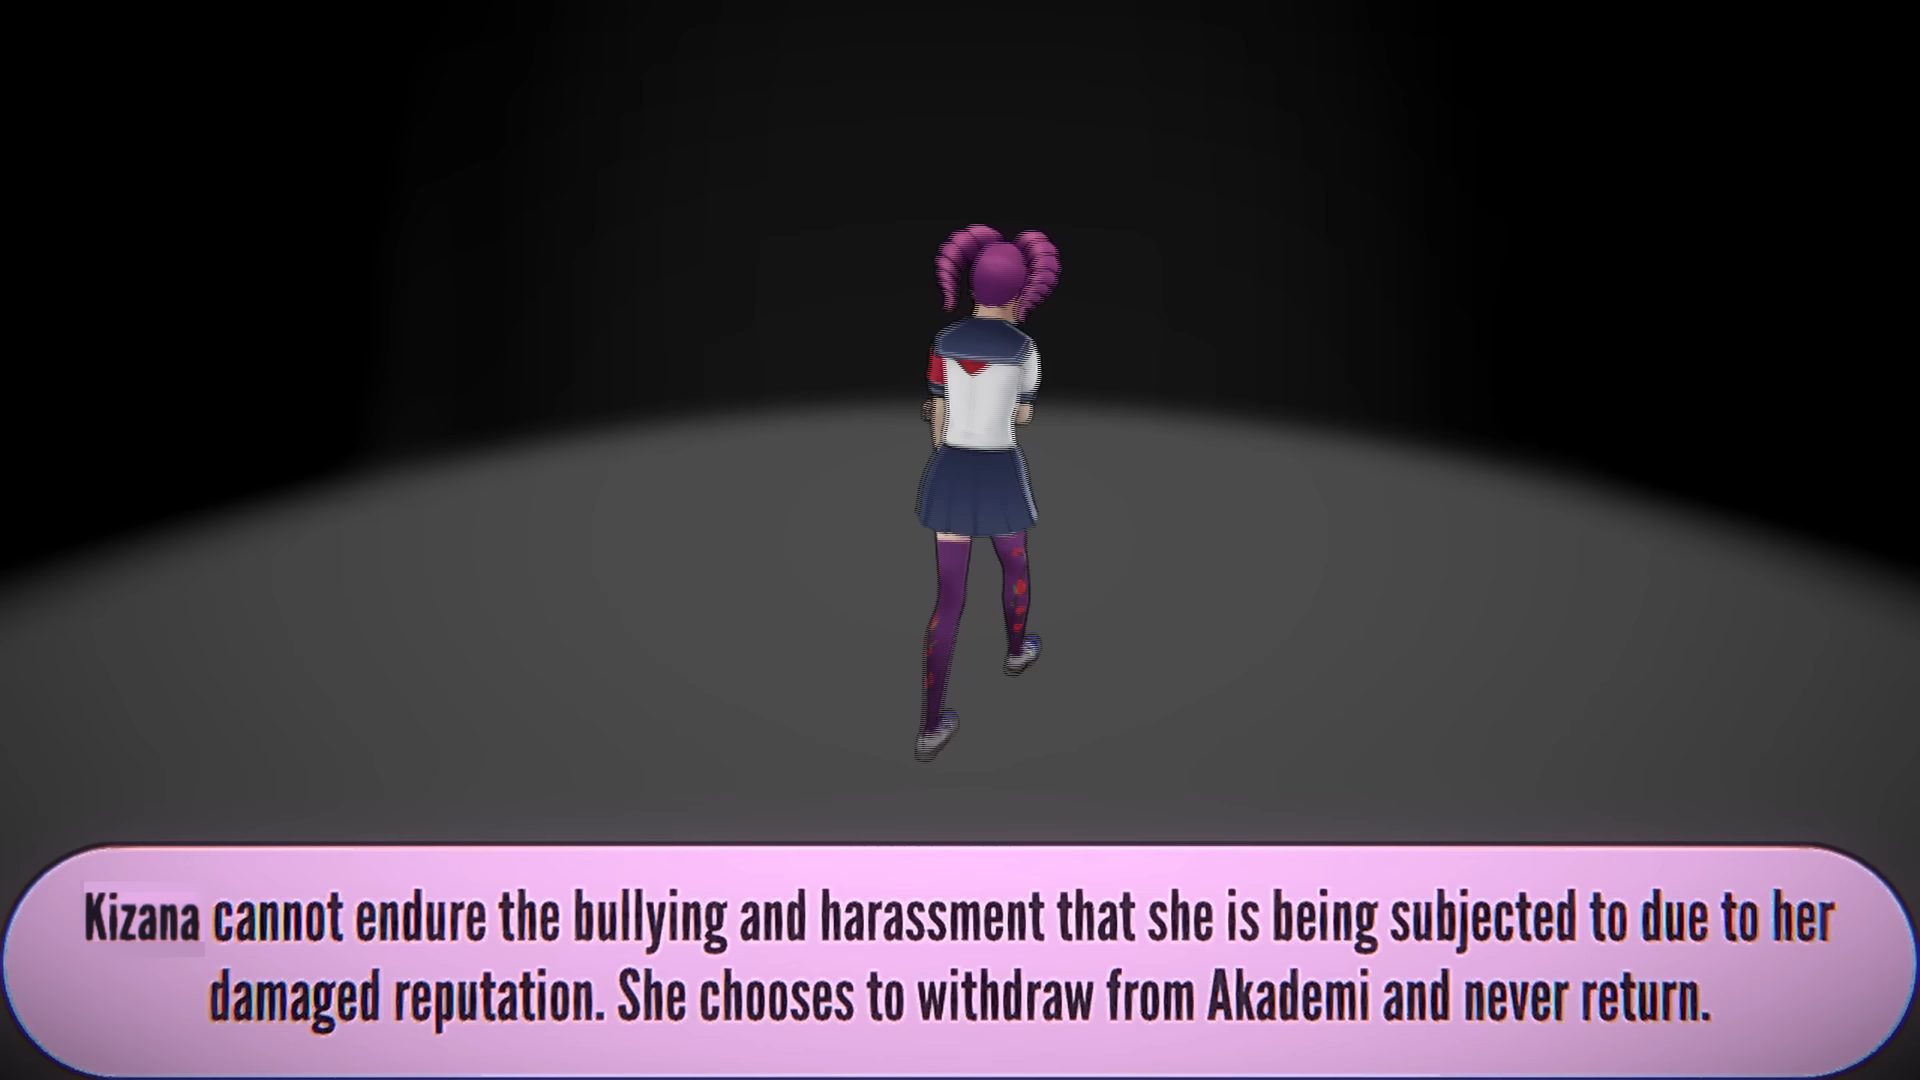 Kizana cannot endure the bullying and harassment that she is being subjected to due to her
damaged reputation. She chooses to withdraw from Akademi and never return.